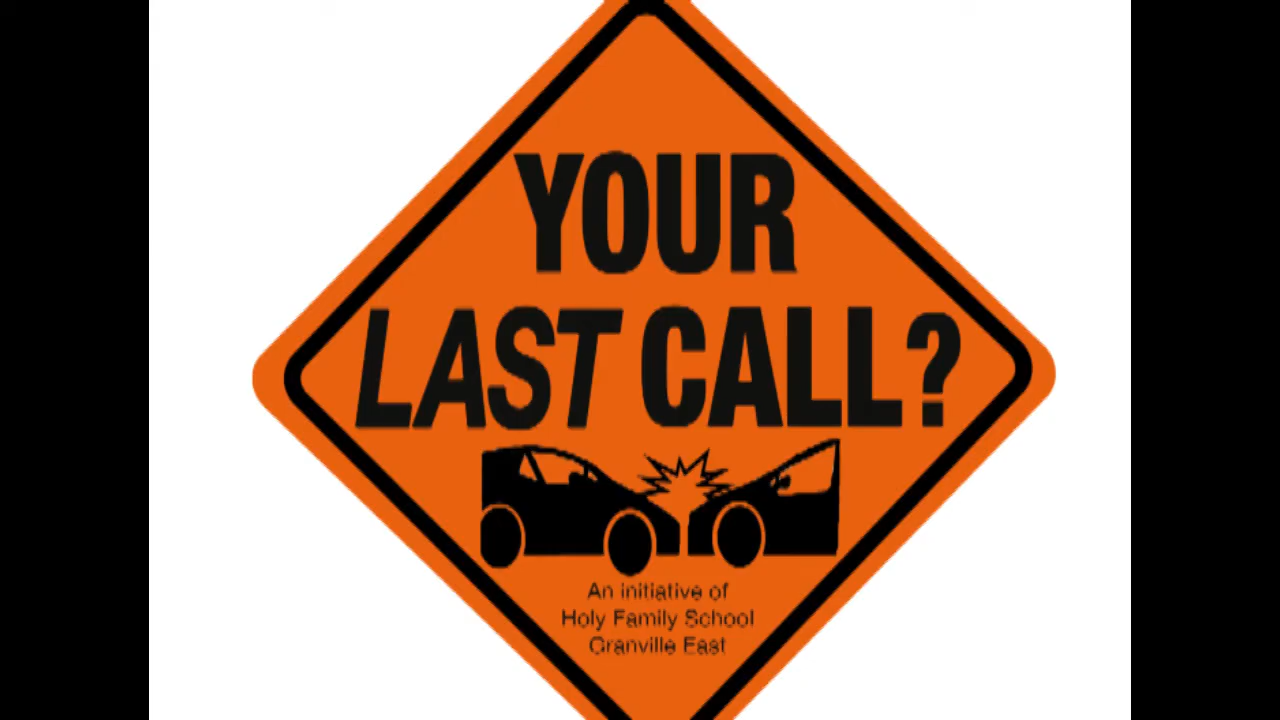 YOUR
LAST CALL?
An initiative of
Holy Family School
Granville East